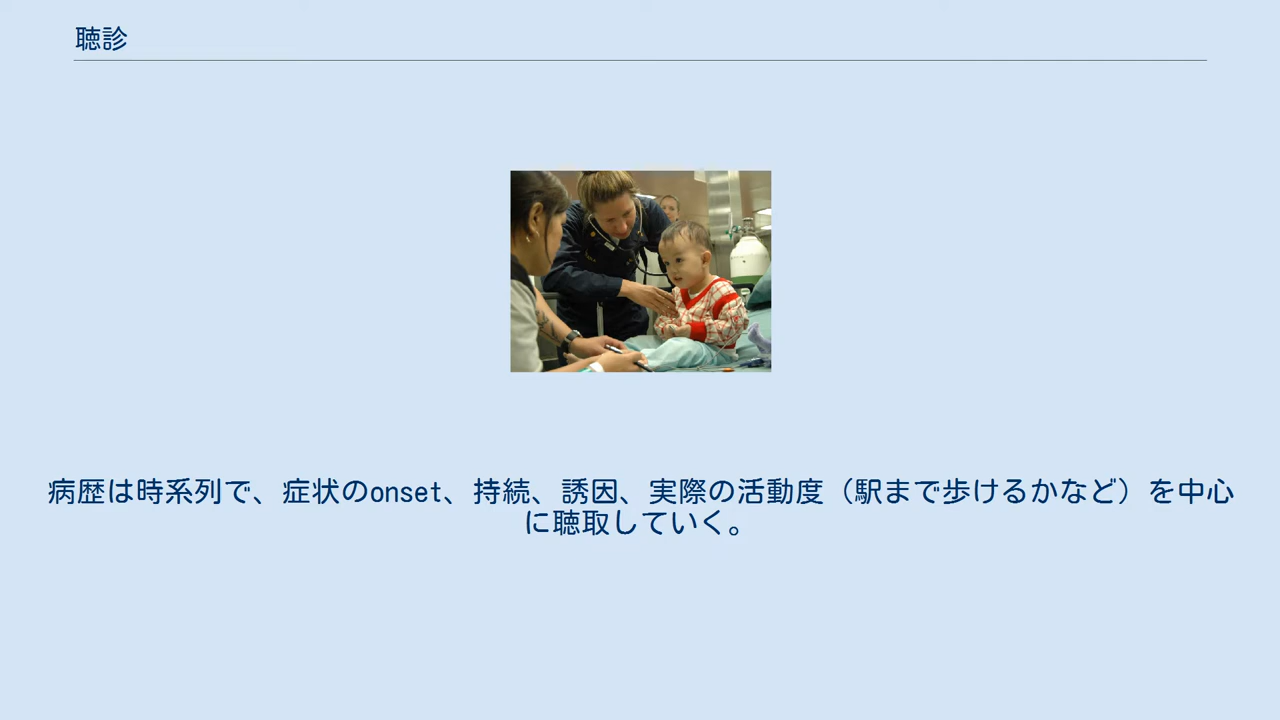 聴診
病歴は時系列で、症状のonset、持続、誘因、実際の活動度（駅まで歩けるかなど）を中心
に聴取していく。